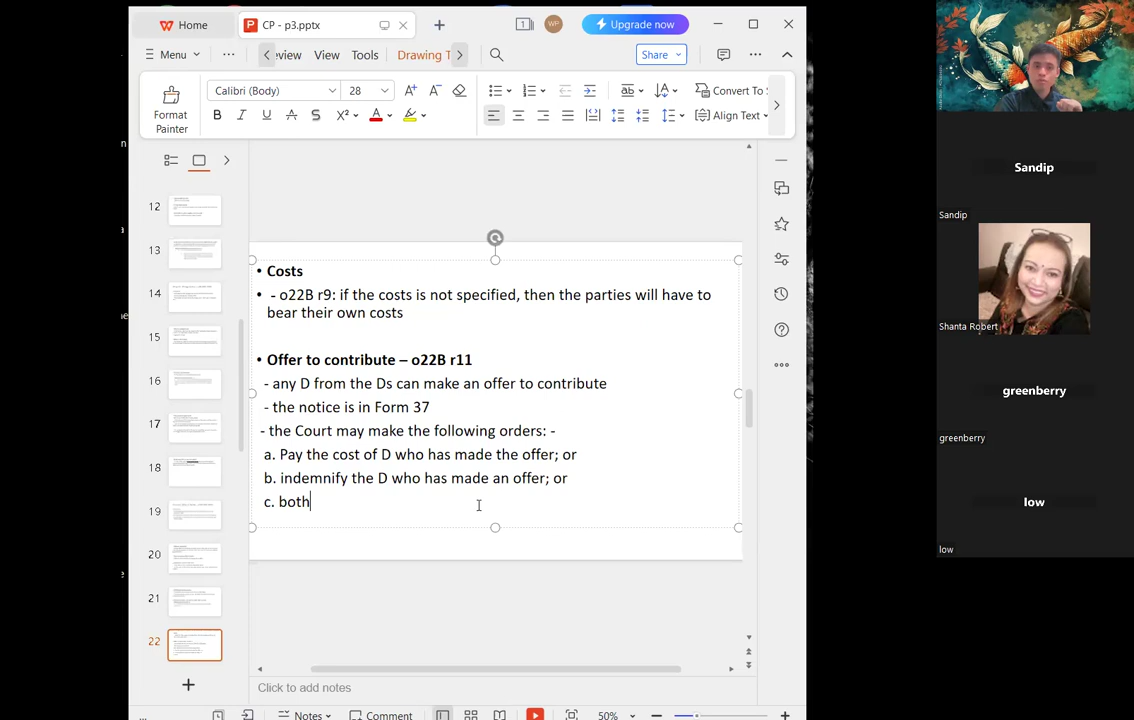 Home
CP - p3.pptx
WP
Upgrade now
Menu
eview
View
Tools
Drawing T
Share
Calibri (Body)
28
Format
Painter
Convert To
Align Text
12
13
14
15
16
17
18
19
20
21
22
• Costs
• - o22B r9: if the costs is not specified, then the parties will have to
bear their own costs
• Offer to contribute – o22B r11
- any D from the Ds can make an offer to contribute
- the notice is in Form 37
- the Court may make the following orders: -
a. Pay the cost of D who has made the offer; or
b. indemnify the D who has made an offer; or
c. both
Click to add notes
Notes
Comment
50%
Sandip
Sandip
Shanta Robert
greenberry
greenberry
low
low